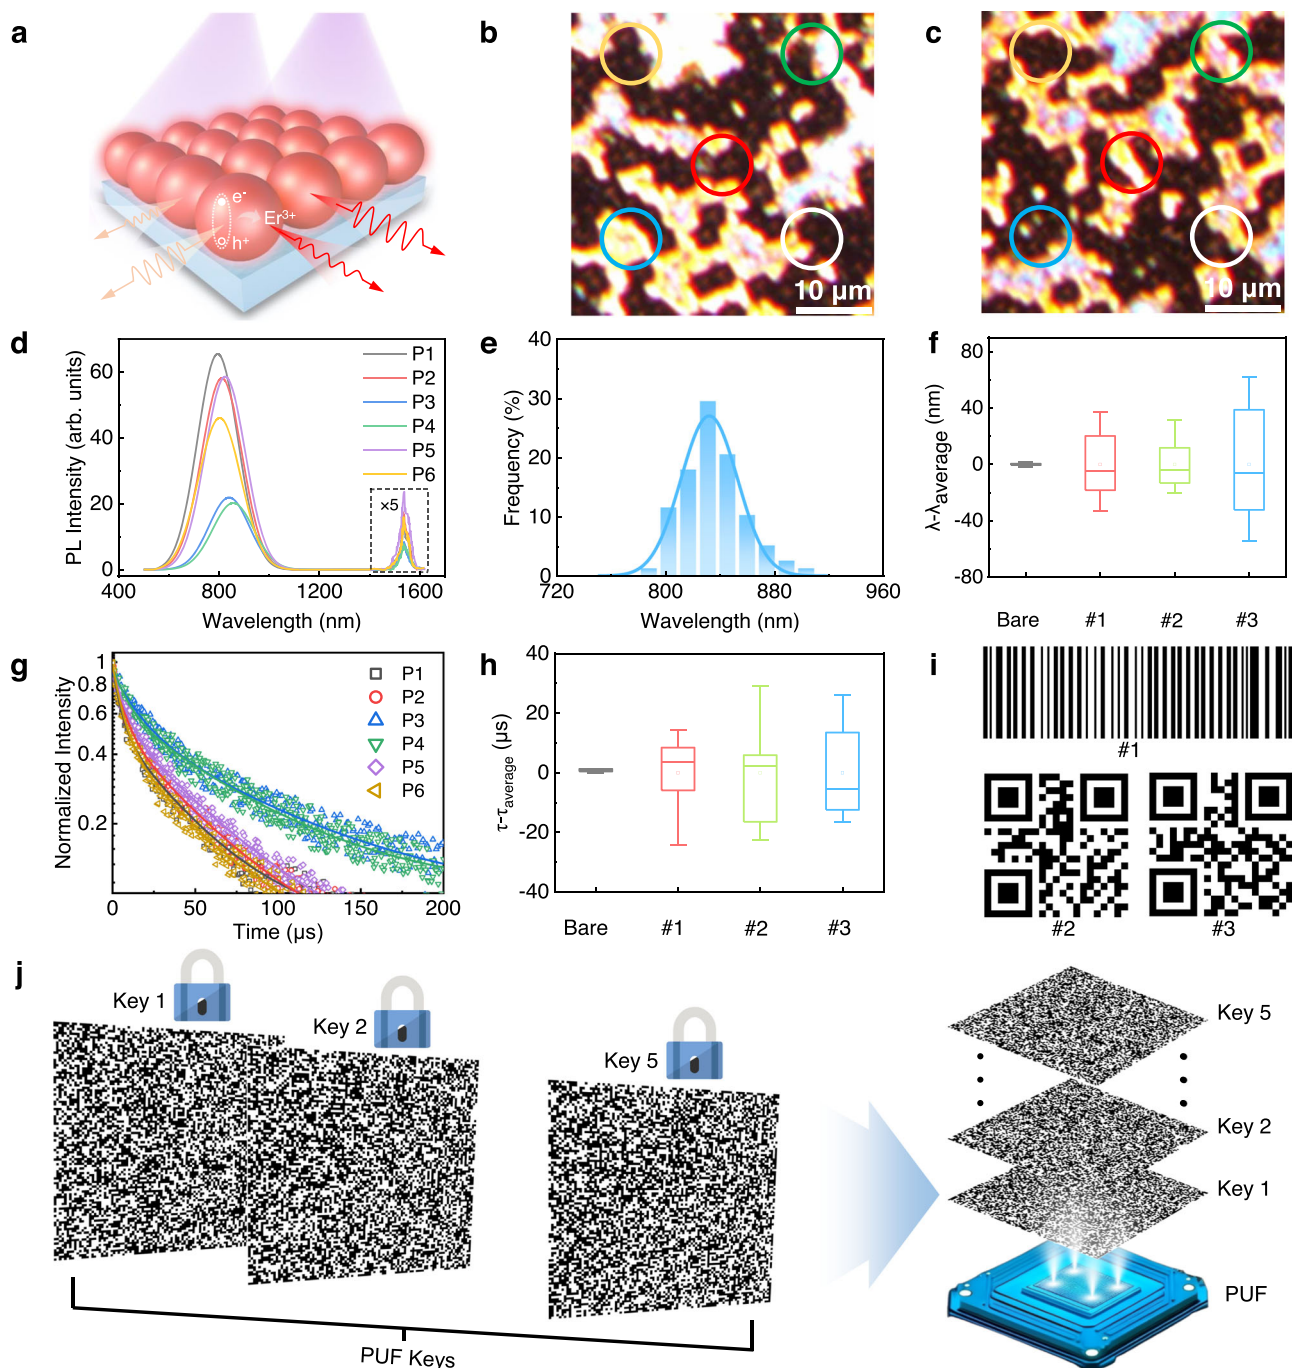 a
e-
h+
Er3+
b
10 µm
c
10 µm
d
PL Intensity (arb. units)
60
40
20
0
400
800
1200
1600
Wavelength (nm)
P1
P2
P3
P4
P5
P6
×5
e
Frequency (%)
40
30
20
10
0
720
800
880
960
Wavelength (nm)
f
λ-λaverage (nm)
80
40
0
-40
-80
Bare
#1
#2
#3
g
Normalized Intensity
1
0.8
0.6
0.4
0.2
0
50
100
150
200
Time (µs)
P1
P2
P3
P4
P5
P6
h
τ-τaverage (µs)
40
20
0
-20
-40
Bare
#1
#2
#3
i
#1
#2
#3
j
Key 1
Key 2
Key 5
PUF Keys
Key 5
Key 2
Key 1
PUF